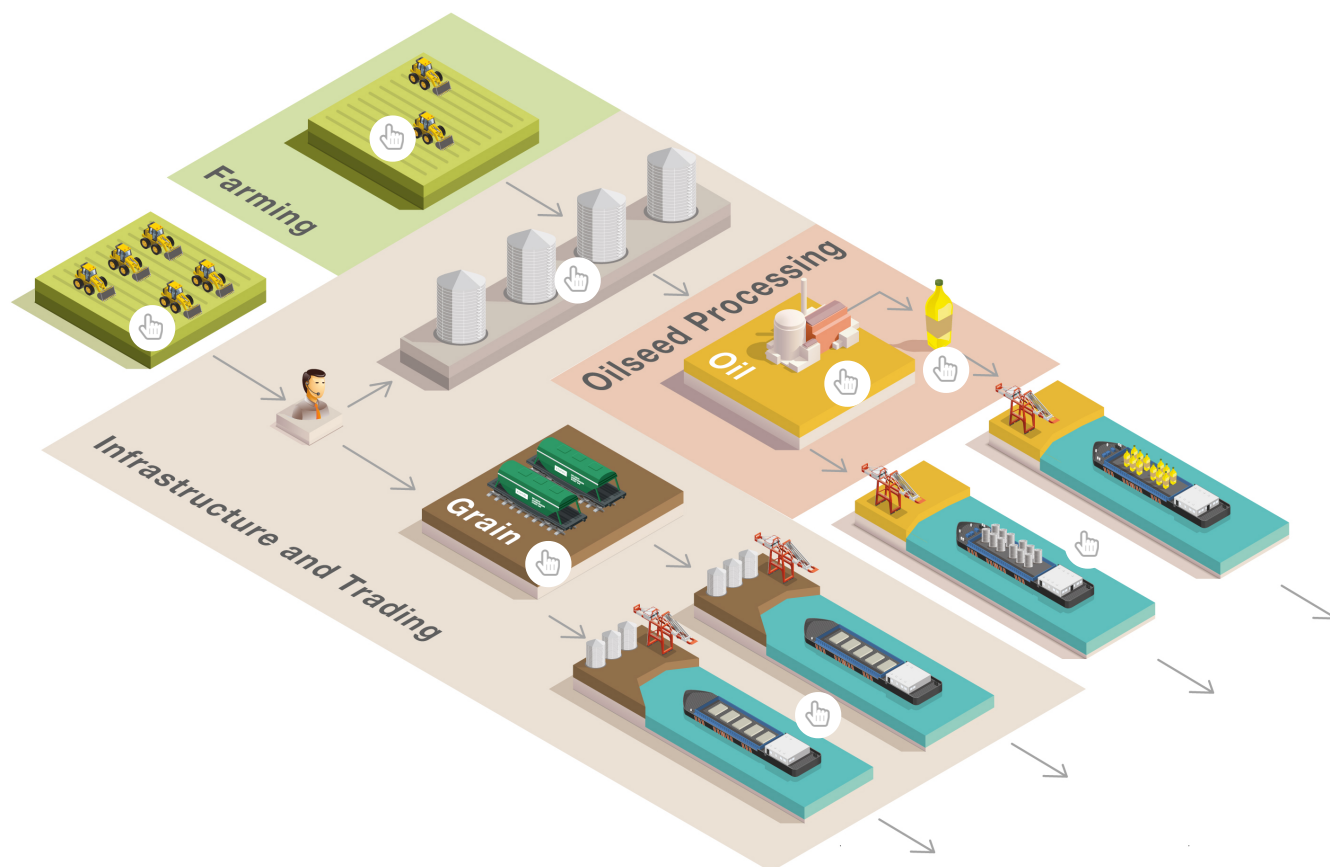 Farming
Oilseed Processing
Oil
Infrastructure and Trading
Grain